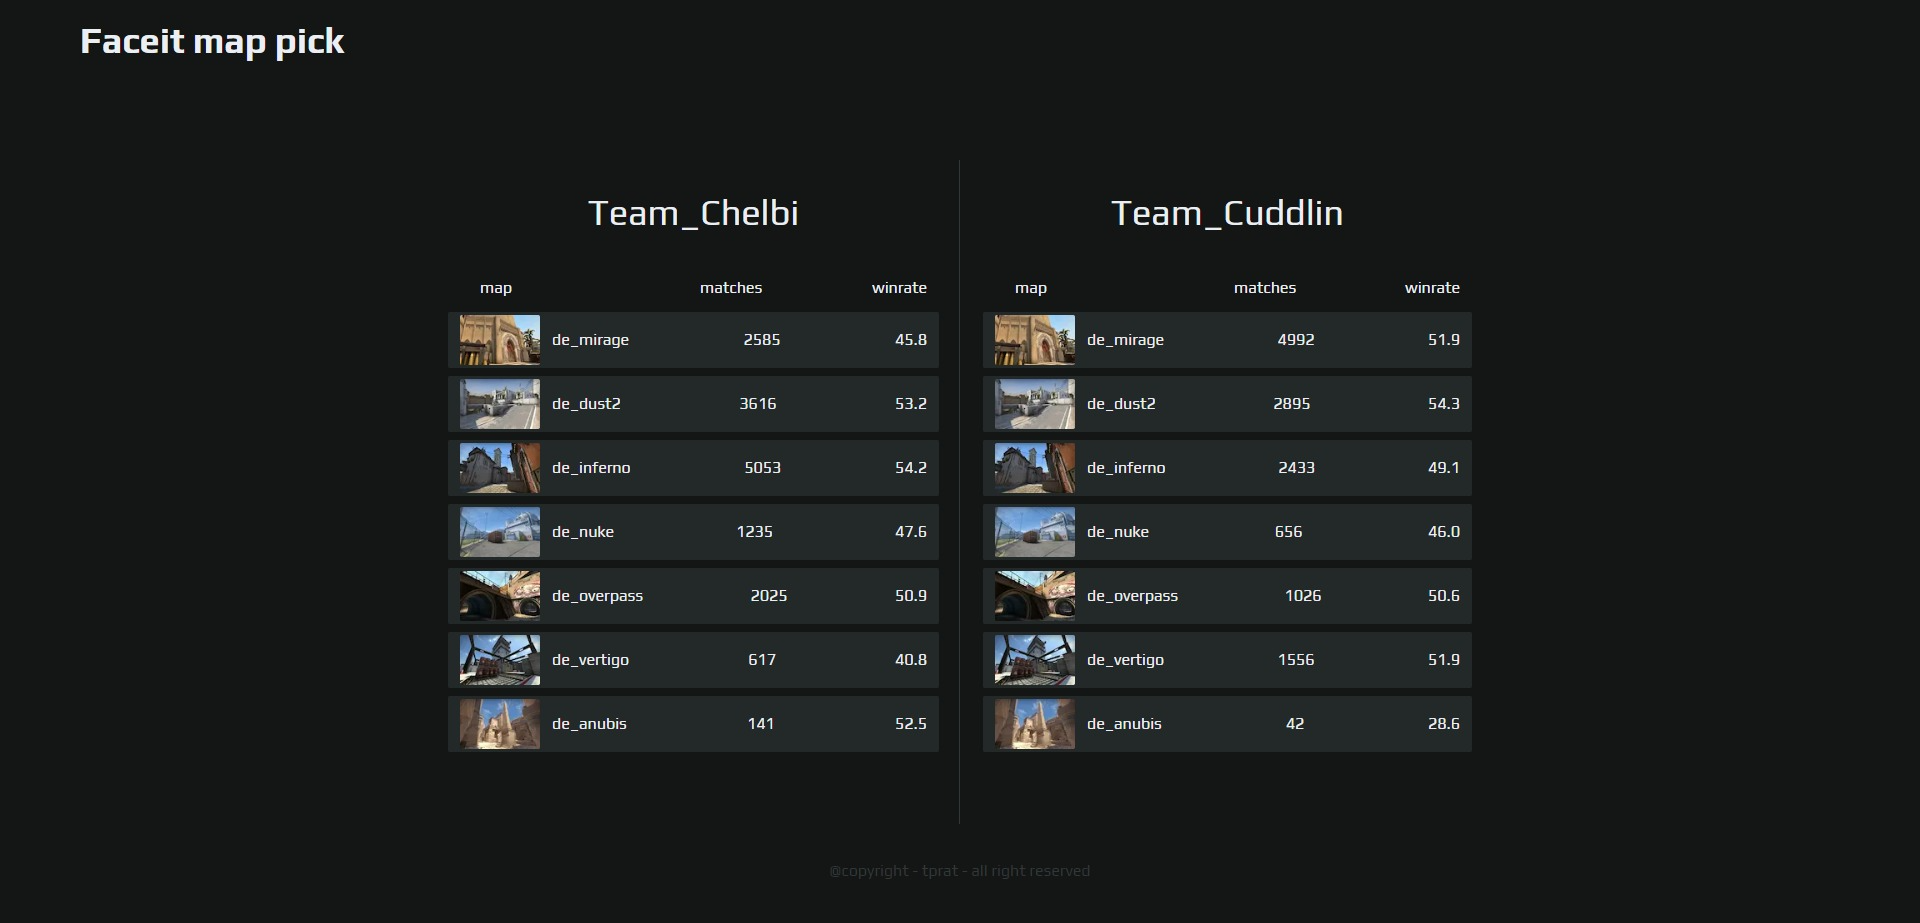 Faceit map pick
Team_Chelbi
map matches winrate
de_mirage 2585 45.8
de_dust2 3616 53.2
de_inferno 5053 54.2
de_nuke 1235 47.6
de_overpass 2025 50.9
de_vertigo 617 40.8
de_anubis 141 52.5
Team_Cuddlin
map matches winrate
de_mirage 4992 51.9
de_dust2 2895 54.3
de_inferno 2433 49.1
de_nuke 656 46.0
de_overpass 1026 50.6
de_vertigo 1556 51.9
de_anubis 42 28.6
@copyright - tprat - all right reserved